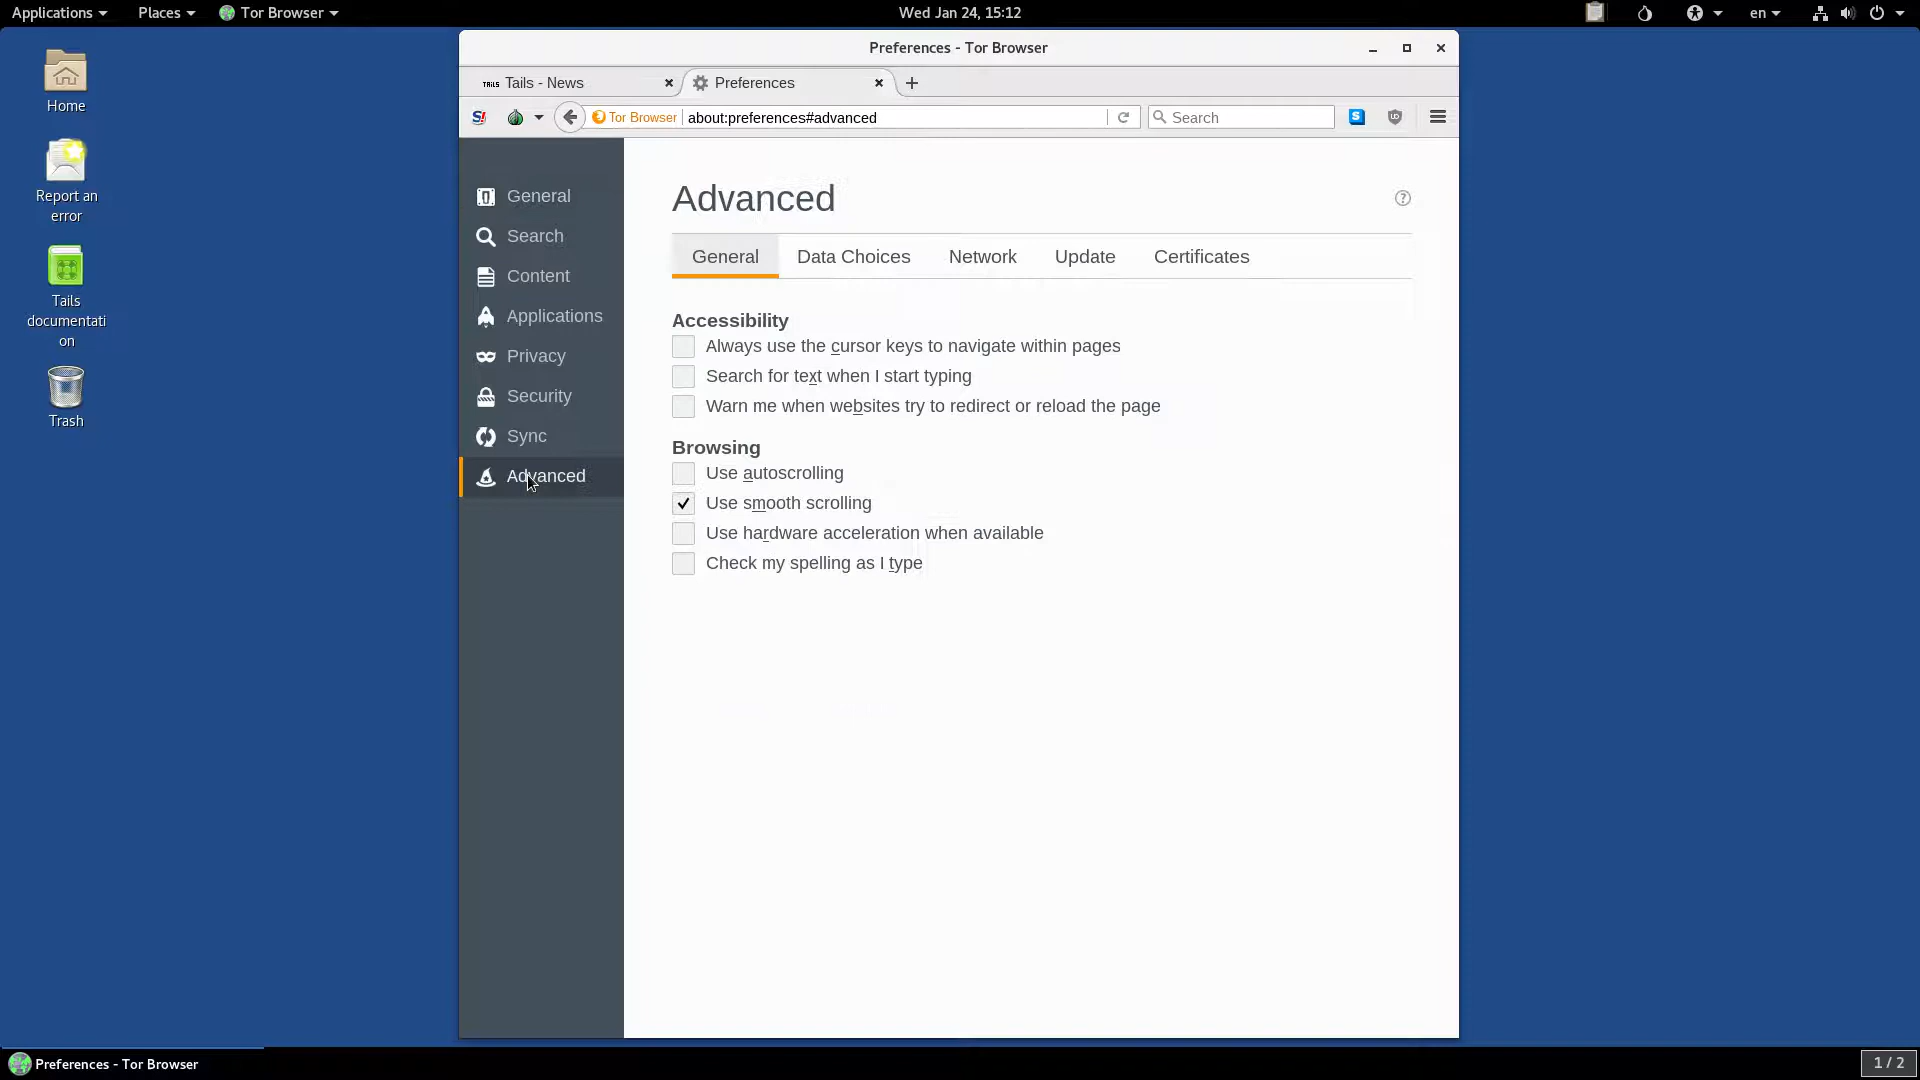 Applications
Places
Tor Browser
Wed Jan 24, 15:12
en
Home
Report an
error
Tails
documentati
on
Trash
Preferences - Tor Browser
TAILS
Tails - News
Preferences
S!
Tor Browser
about:preferences#advanced
Search
S
General
Search
Content
Applications
Privacy
Security
Sync
Advanced
Advanced
?
General Data Choices Network Update Certificates
Accessibility
Always use the cursor keys to navigate within pages
Search for text when I start typing
Warn me when websites try to redirect or reload the page
Browsing
Use autoscrolling
Use smooth scrolling
Use hardware acceleration when available
Check my spelling as I type
Preferences - Tor Browser
1 / 2